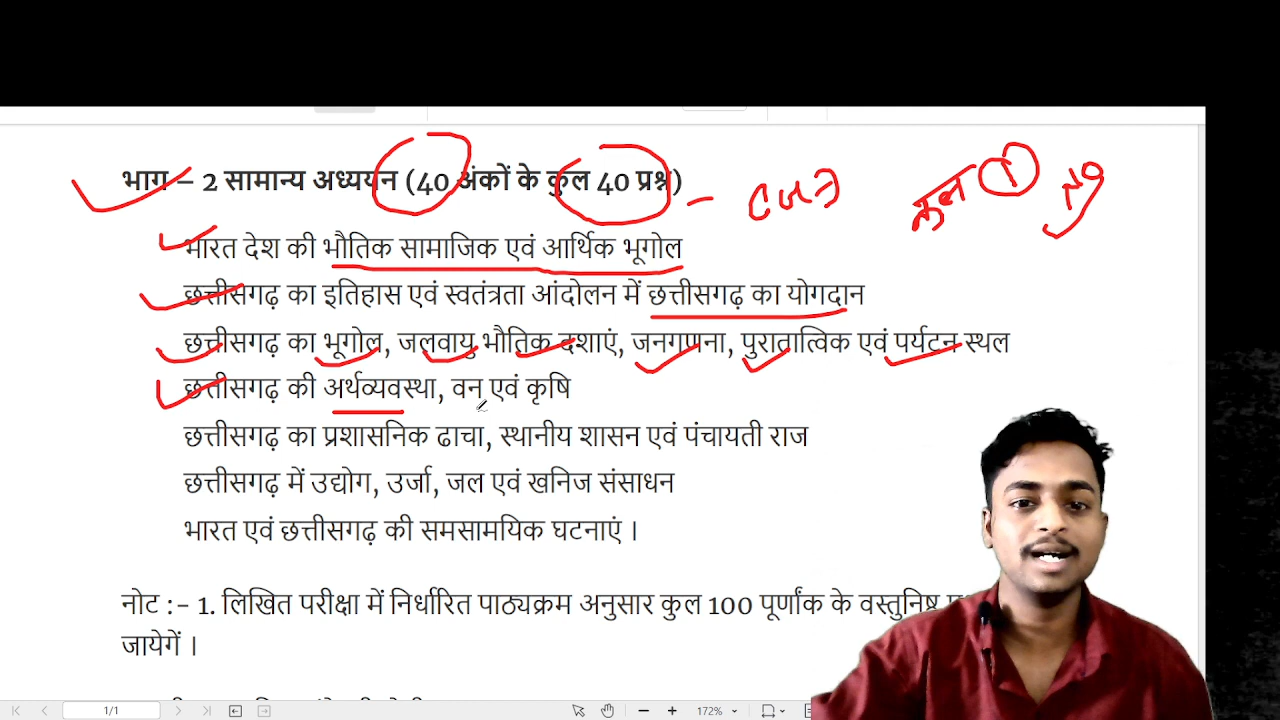 भाग – 2 सामान्य अध्ययन (40 अंकों के कुल 40 प्रश्न)
भारत देश की भौतिक सामाजिक एवं आर्थिक भूगोल
छत्तीसगढ़ का इतिहास एवं स्वतंत्रता आंदोलन में छत्तीसगढ़ का योगदान
छत्तीसगढ़ का भूगोल, जलवायु भौतिक दशाएं, जनगणना, पुरातात्विक एवं पर्यटन स्थल
छत्तीसगढ़ की अर्थव्यवस्था, वन एवं कृषि
छत्तीसगढ़ का प्रशासनिक ढाचा, स्थानीय शासन एवं पंचायती राज
छत्तीसगढ़ में उद्योग, उर्जा, जल एवं खनिज संसाधन
भारत एवं छत्तीसगढ़ की समसामयिक घटनाएं ।
नोट :- 1. लिखित परीक्षा में निर्धारित पाठ्यक्रम अनुसार कुल 100 पूर्णांक के वस्तुनिष्ठ
जायेगें ।
1/1
172%